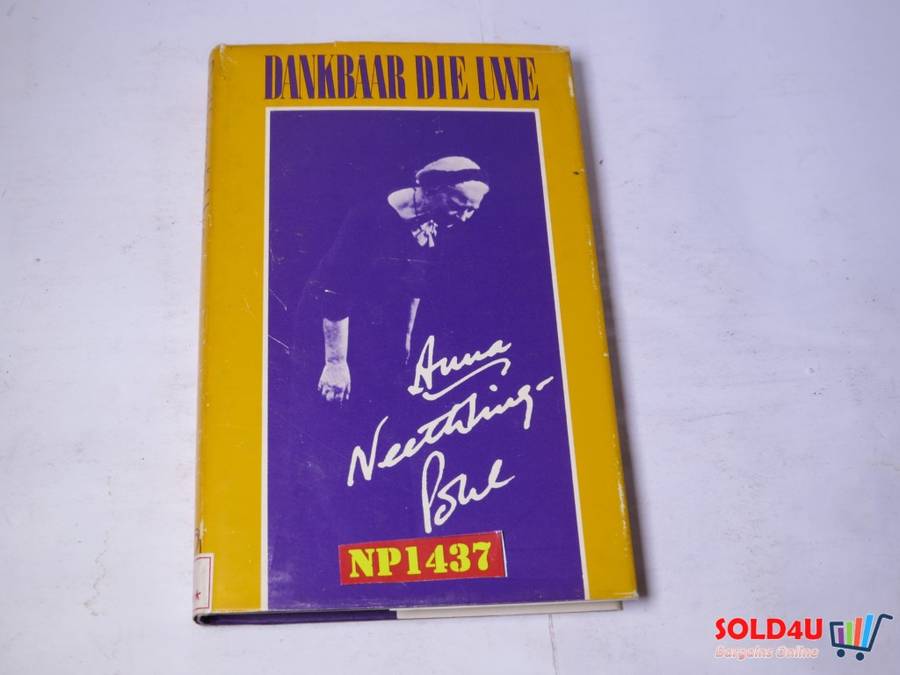 DANKBAAR DIE UWE
Anna
Neethling-
Pohl
NP1437
SOLD4U
Bargains Online